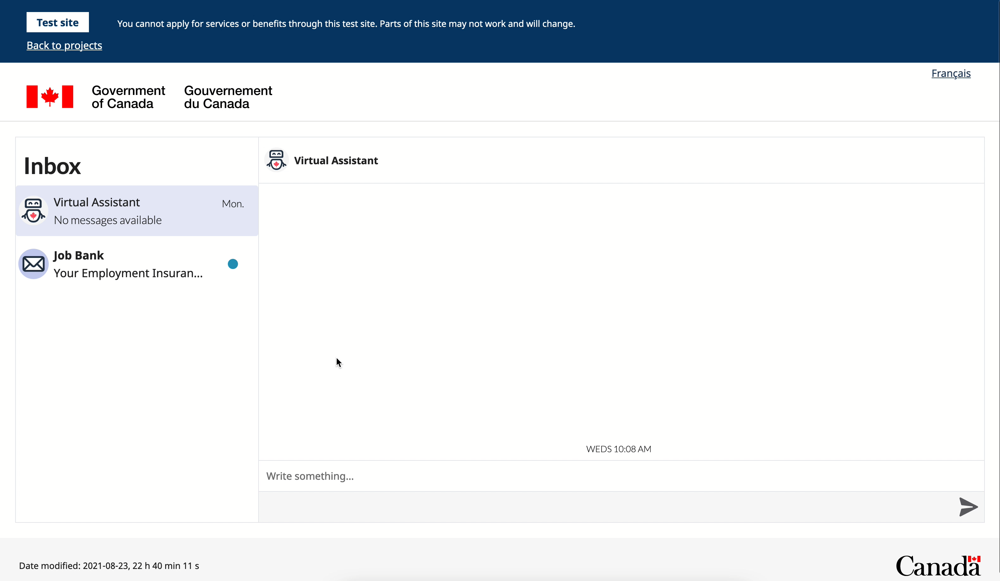 Test site
You cannot apply for services or benefits through this test site. Parts of this site may not work and will change.
Back to projects
Français
Government
of Canada
Gouvernement
du Canada
Inbox
Virtual Assistant
Mon.
No messages available
Job Bank
Your Employment Insuran...
Virtual Assistant
WEDS 10:08 AM
Write something...
Date modified: 2021-08-23, 22 h 40 min 11 s
Canada